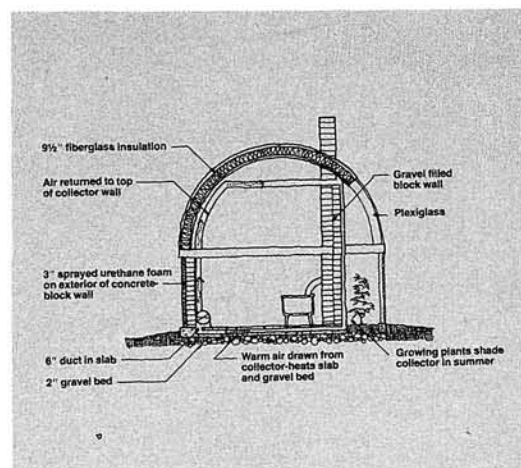 9½" fiberglass insulation
Air returned to top
of collector wall
Gravel filled
block wall
Plexiglass
3" sprayed urethane foam
on exterior of concrete-
block wall
6" duct in slab
2" gravel bed
Warm air drawn from
collector-heats slab
and gravel bed
Growing plants shade
collector in summer